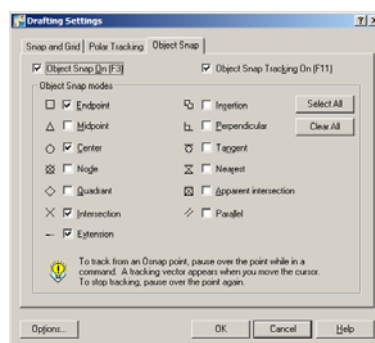 Drafting Settings
Snap and Grid Polar Tracking Object Snap
Object Snap On (F3) Object Snap Tracking On (F11)
Object Snap modes
Endpoint Insertion Select All
Midpoint Perpendicular Clear All
Center Tangent
Node Nearest
Quadrant Apparent intersection
Intersection Parallel
Extension
To track from an Osnap point, pause over the point while in a
command. A tracking vector appears when you move the cursor.
To stop tracking, pause over the point again.
Options... OK Cancel Help